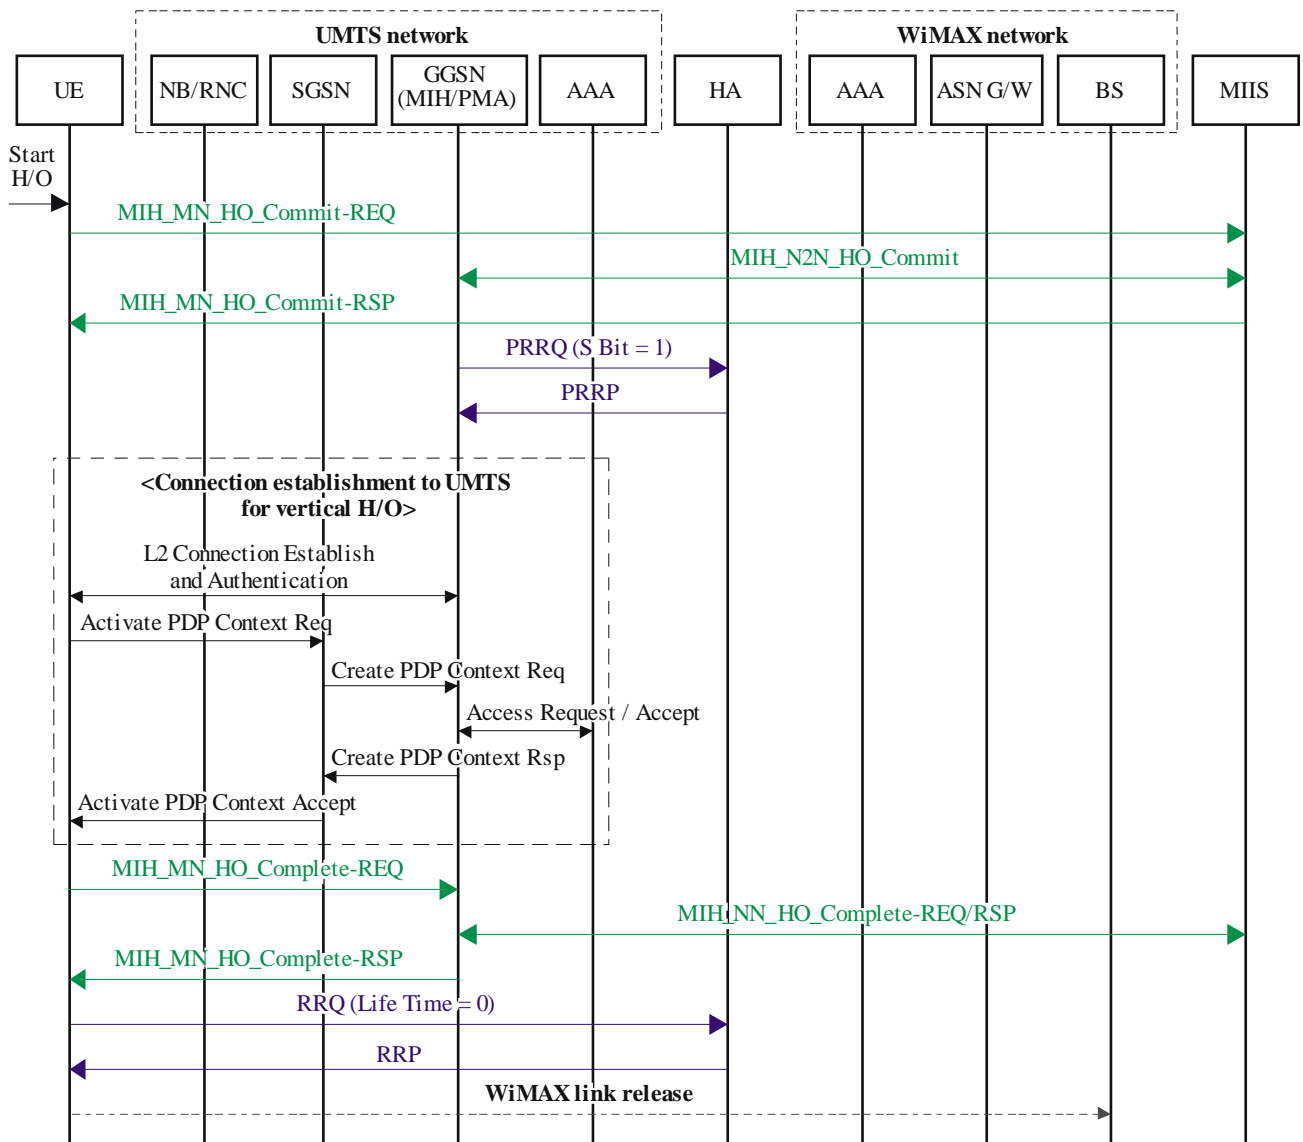 UMTS network
WiMAX network
UE
NB/RNC
SGSN
GGSN
(MIH/PMA)
AAA
HA
AAA
ASN G/W
BS
MIIS
Start
H/O
MIH_MN_HO_Commit-REQ
MIH_N2N_HO_Commit
MIH_MN_HO_Commit-RSP
PRRQ (S Bit = 1)
PRRP
<Connection establishment to UMTS
for vertical H/O>
L2 Connection Establish
and Authentication
Activate PDP Context Req
Create PDP Context Req
Access Request / Accept
Create PDP Context Rsp
Activate PDP Context Accept
MIH_MN_HO_Complete-REQ
MIH_NN_HO_Complete-REQ/RSP
MIH_MN_HO_Complete-RSP
RRQ (Life Time = 0)
RRP
WiMAX link release